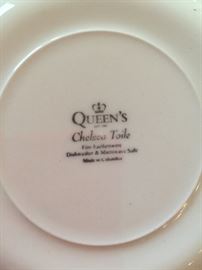 QUEEN'S
Chelsea Toile
Fine Earthenware
Dishwasher & Microwave Safe
Made in Colombia